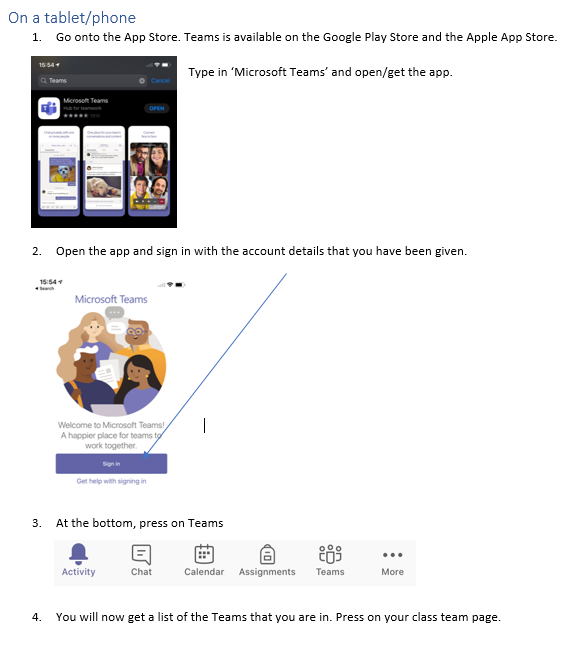 On a tablet/phone
1. Go onto the App Store. Teams is available on the Google Play Store and the Apple App Store.
Type in ‘Microsoft Teams’ and open/get the app.
15:54
Teams
Cancel
Microsoft Teams
Hub for teamwork
OPEN
2. Open the app and sign in with the account details that you have been given.
15:54
Search
Microsoft Teams
Welcome to Microsoft Teams!
A happier place for teams to
work together.
Sign in
Get help with signing in
3. At the bottom, press on Teams
Activity Chat Calendar Assignments Teams More
4. You will now get a list of the Teams that you are in. Press on your class team page.